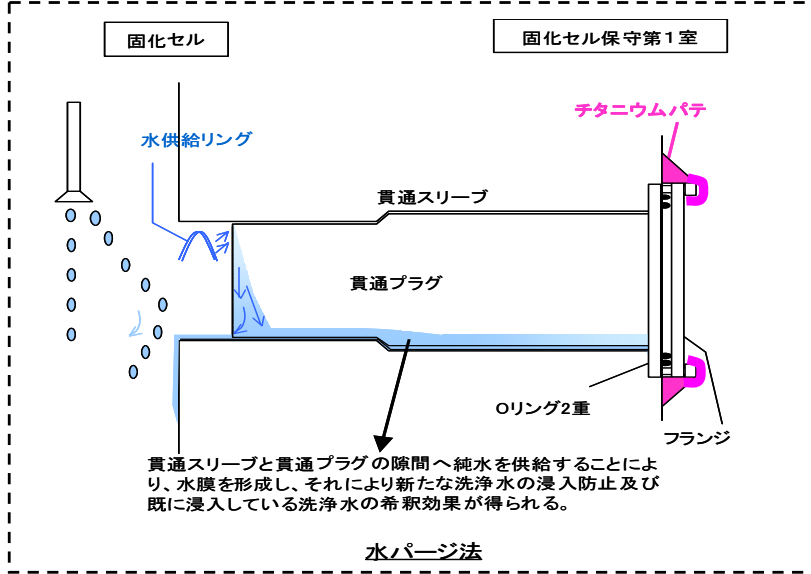 固化セル
固化セル保守第1室
チタニウムパテ
水供給リング
貫通スリーブ
貫通プラグ
Oリング2重
フランジ
貫通スリーブと貫通プラグの隙間へ純水を供給することによ
り、水膜を形成し、それにより新たな洗浄水の浸入防止及び
既に浸入している洗浄水の希釈効果が得られる。
水パージ法